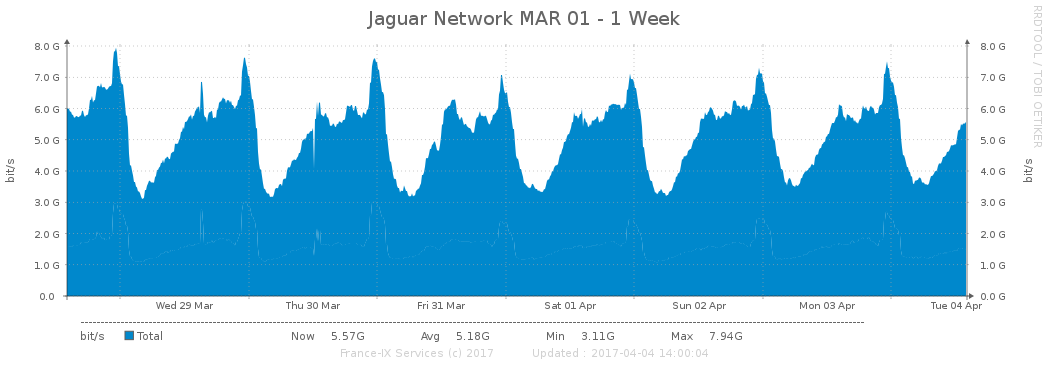 Jaguar Network MAR 01 - 1 Week
RRDTOOL / TOBI OETIKER
8.0 G 8.0 G
7.0 G 7.0 G
6.0 G 6.0 G
5.0 G 5.0 G
4.0 G 4.0 G
3.0 G 3.0 G
2.0 G 2.0 G
1.0 G 1.0 G
0.0 0.0 G
bit/s bit/s
Wed 29 Mar Thu 30 Mar Fri 31 Mar Sat 01 Apr Sun 02 Apr Mon 03 Apr Tue 04 Apr
bit/s Total Now 5.57G Avg 5.18G Min 3.11G Max 7.94G
France-IX Services (c) 2017 Updated : 2017-04-04 14:00:04